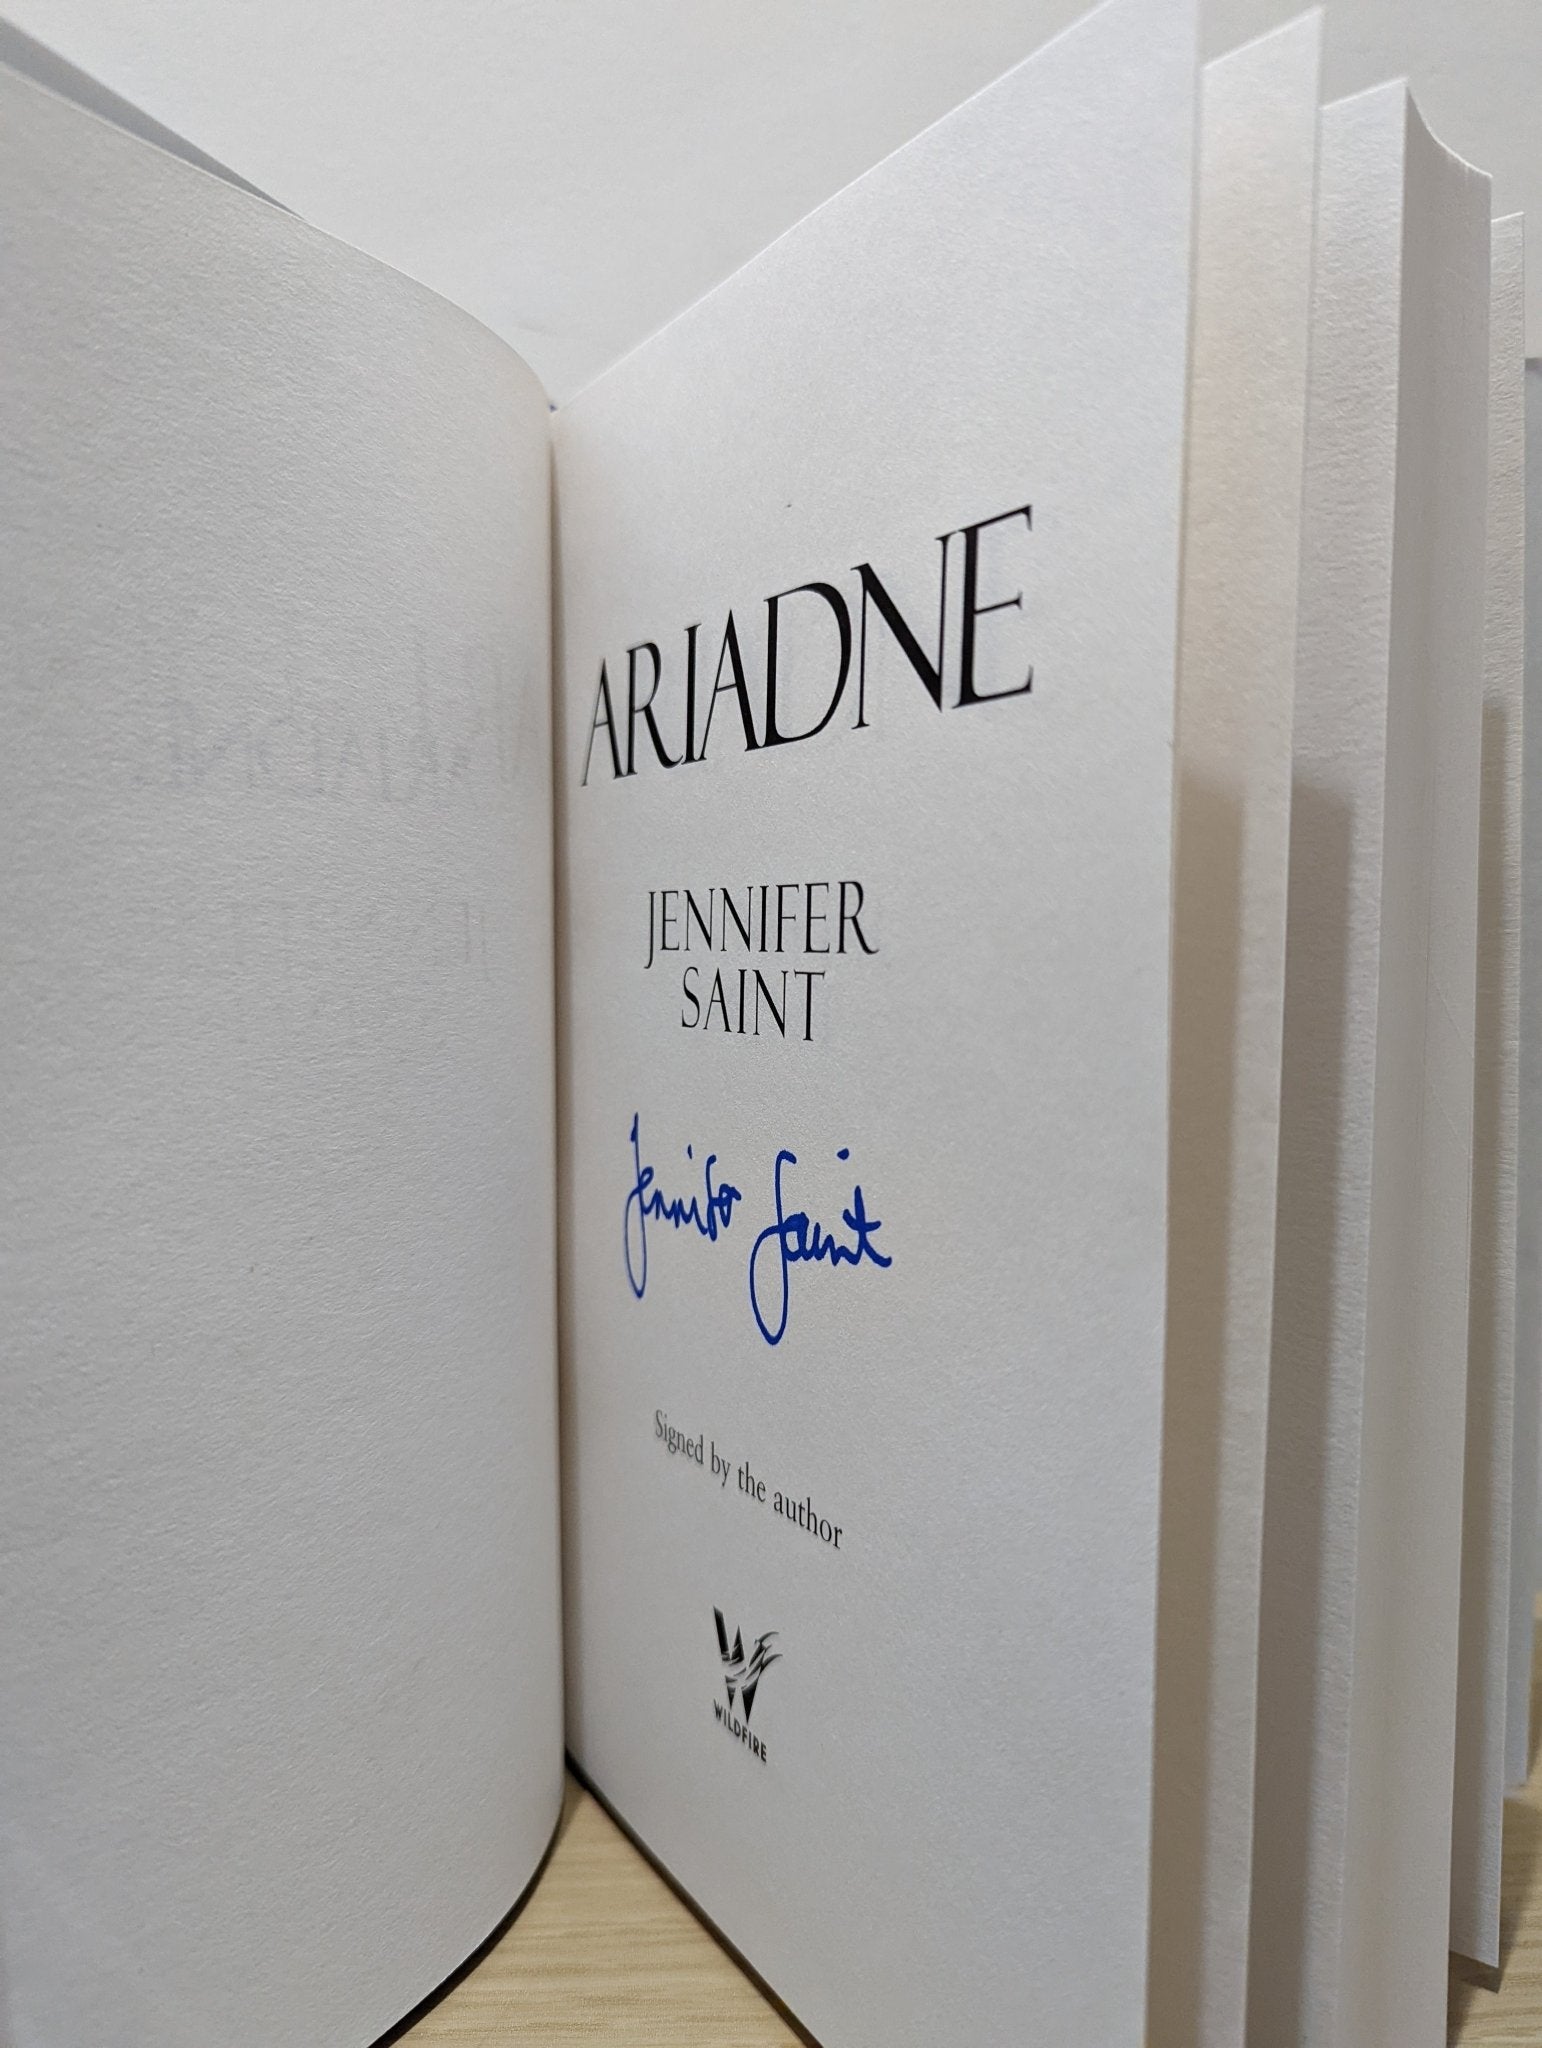 ARIADNE
JENNIFER
SAINT
Jennifer Saint
Signed by the author
W
WILDFIRE